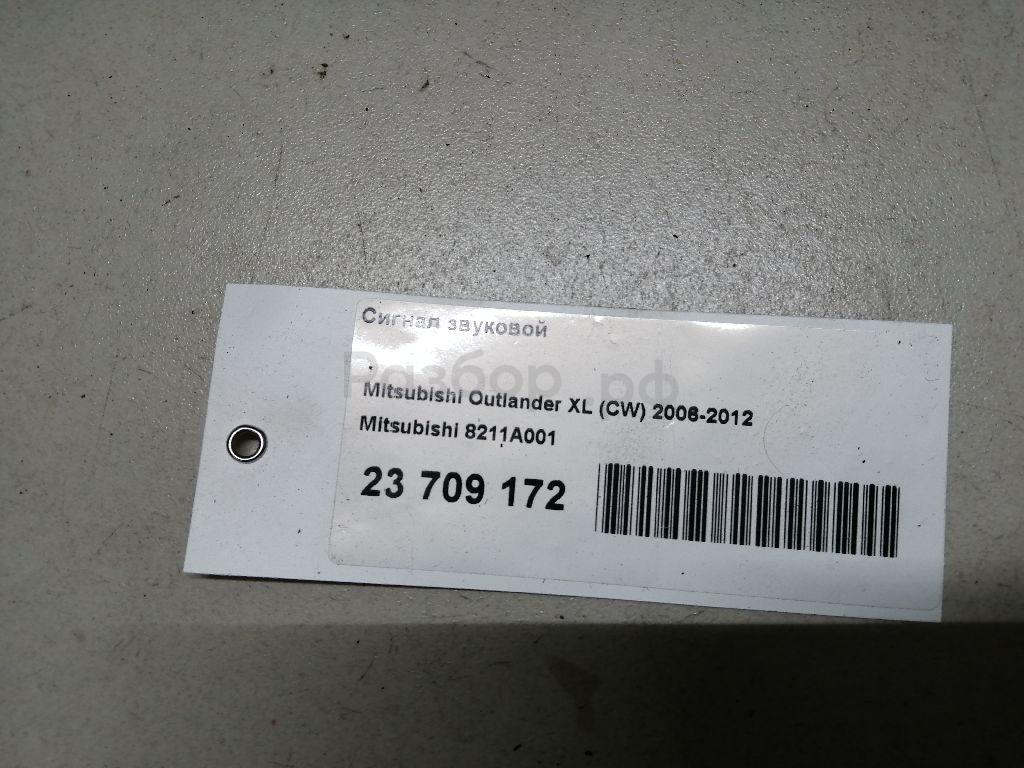 Сигнал звуковой
Разбор.рф
Mitsubishi Outlander XL (CW) 2006-2012
Mitsubishi 8211A001
23 709 172